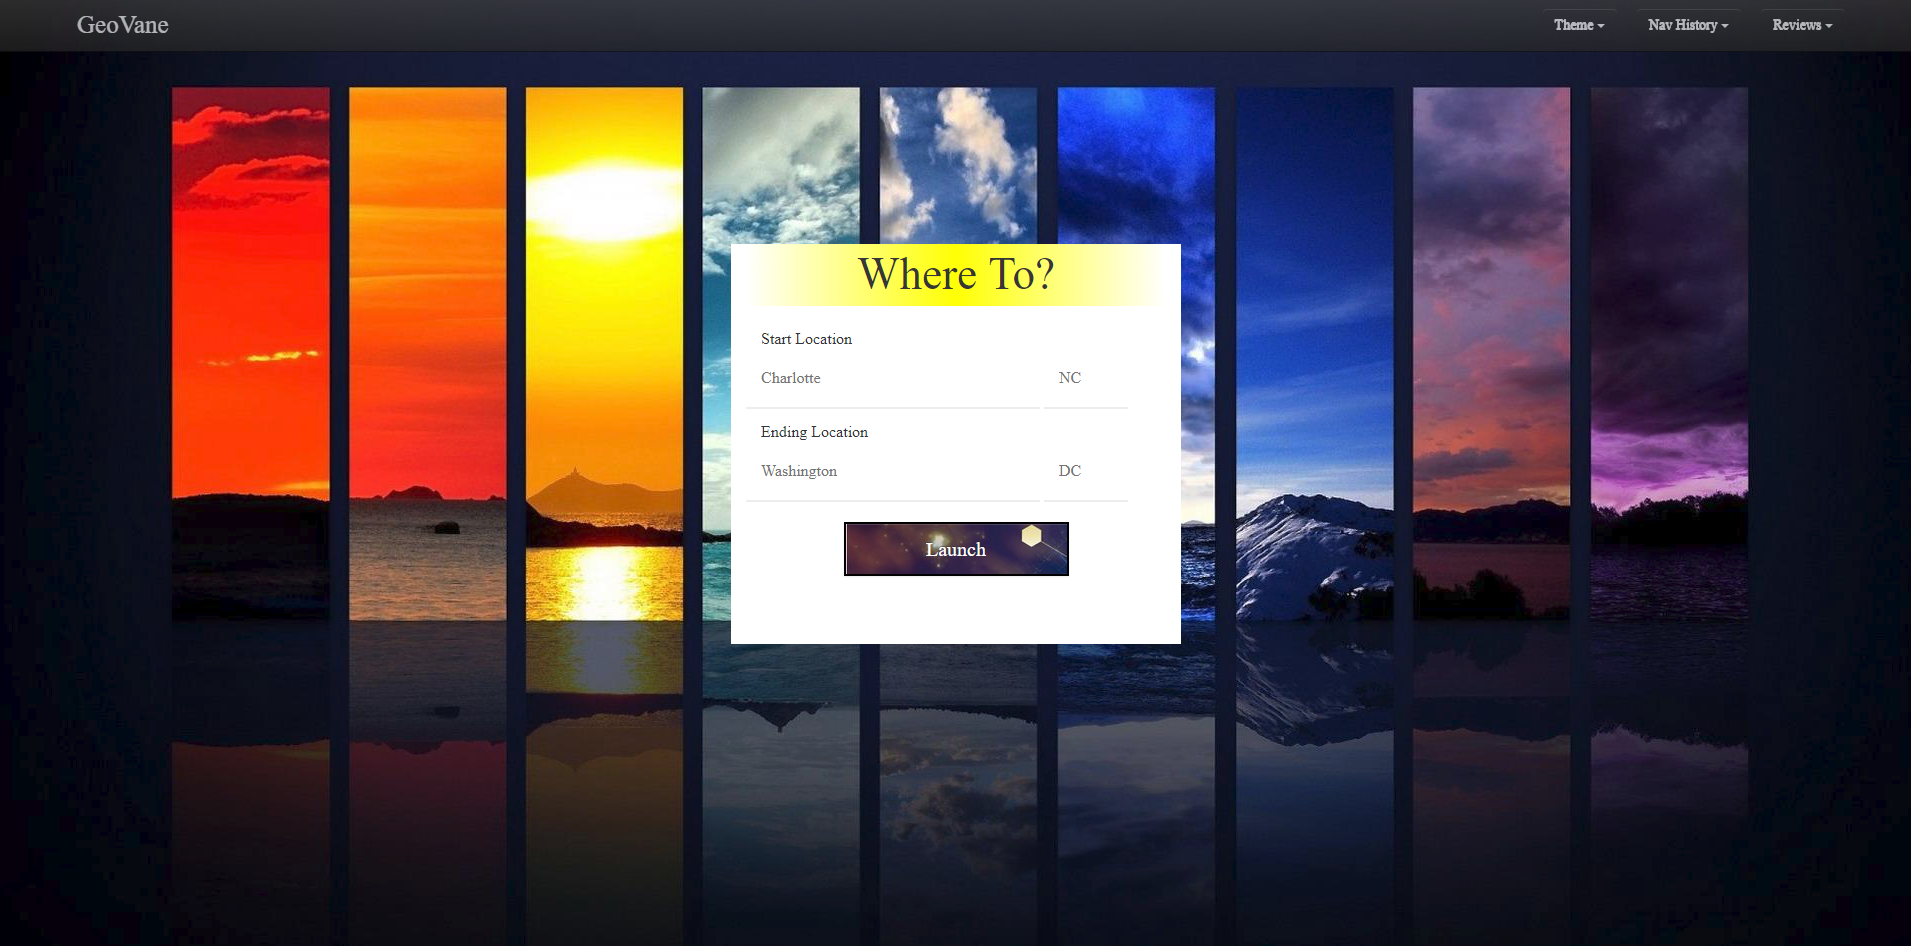 GeoVane
Theme
Nav History
Reviews
Where To?
Start Location
Charlotte NC
Ending Location
Washington DC
Launch